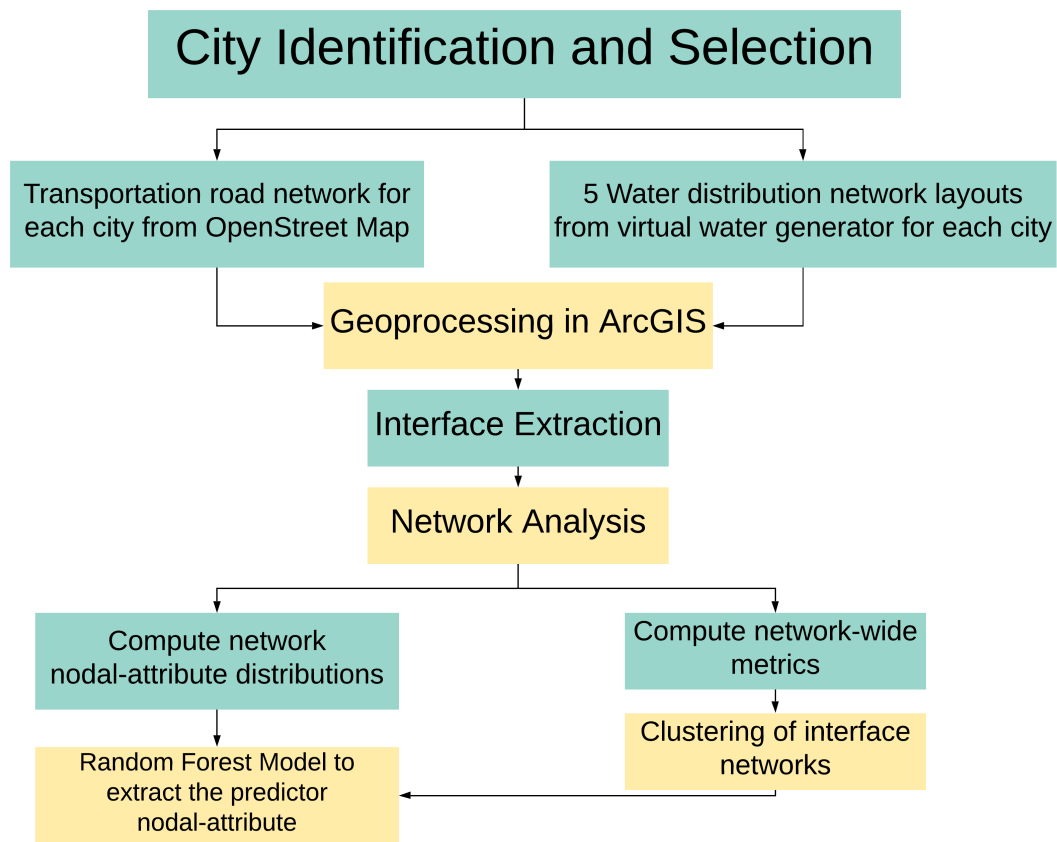 City Identification and Selection
Transportation road network for
each city from OpenStreet Map
5 Water distribution network layouts
from virtual water generator for each city
Geoprocessing in ArcGIS
Interface Extraction
Network Analysis
Compute network
nodal-attribute distributions
Compute network-wide
metrics
Clustering of interface
networks
Random Forest Model to
extract the predictor
nodal-attribute